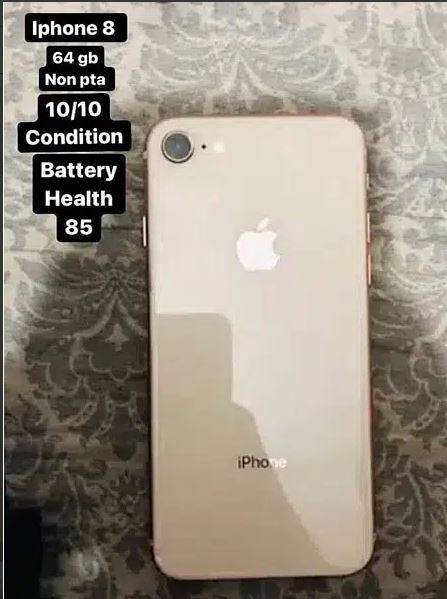 Iphone 8
64 gb
Non pta
10/10
Condition
Battery
Health
85
iPhone